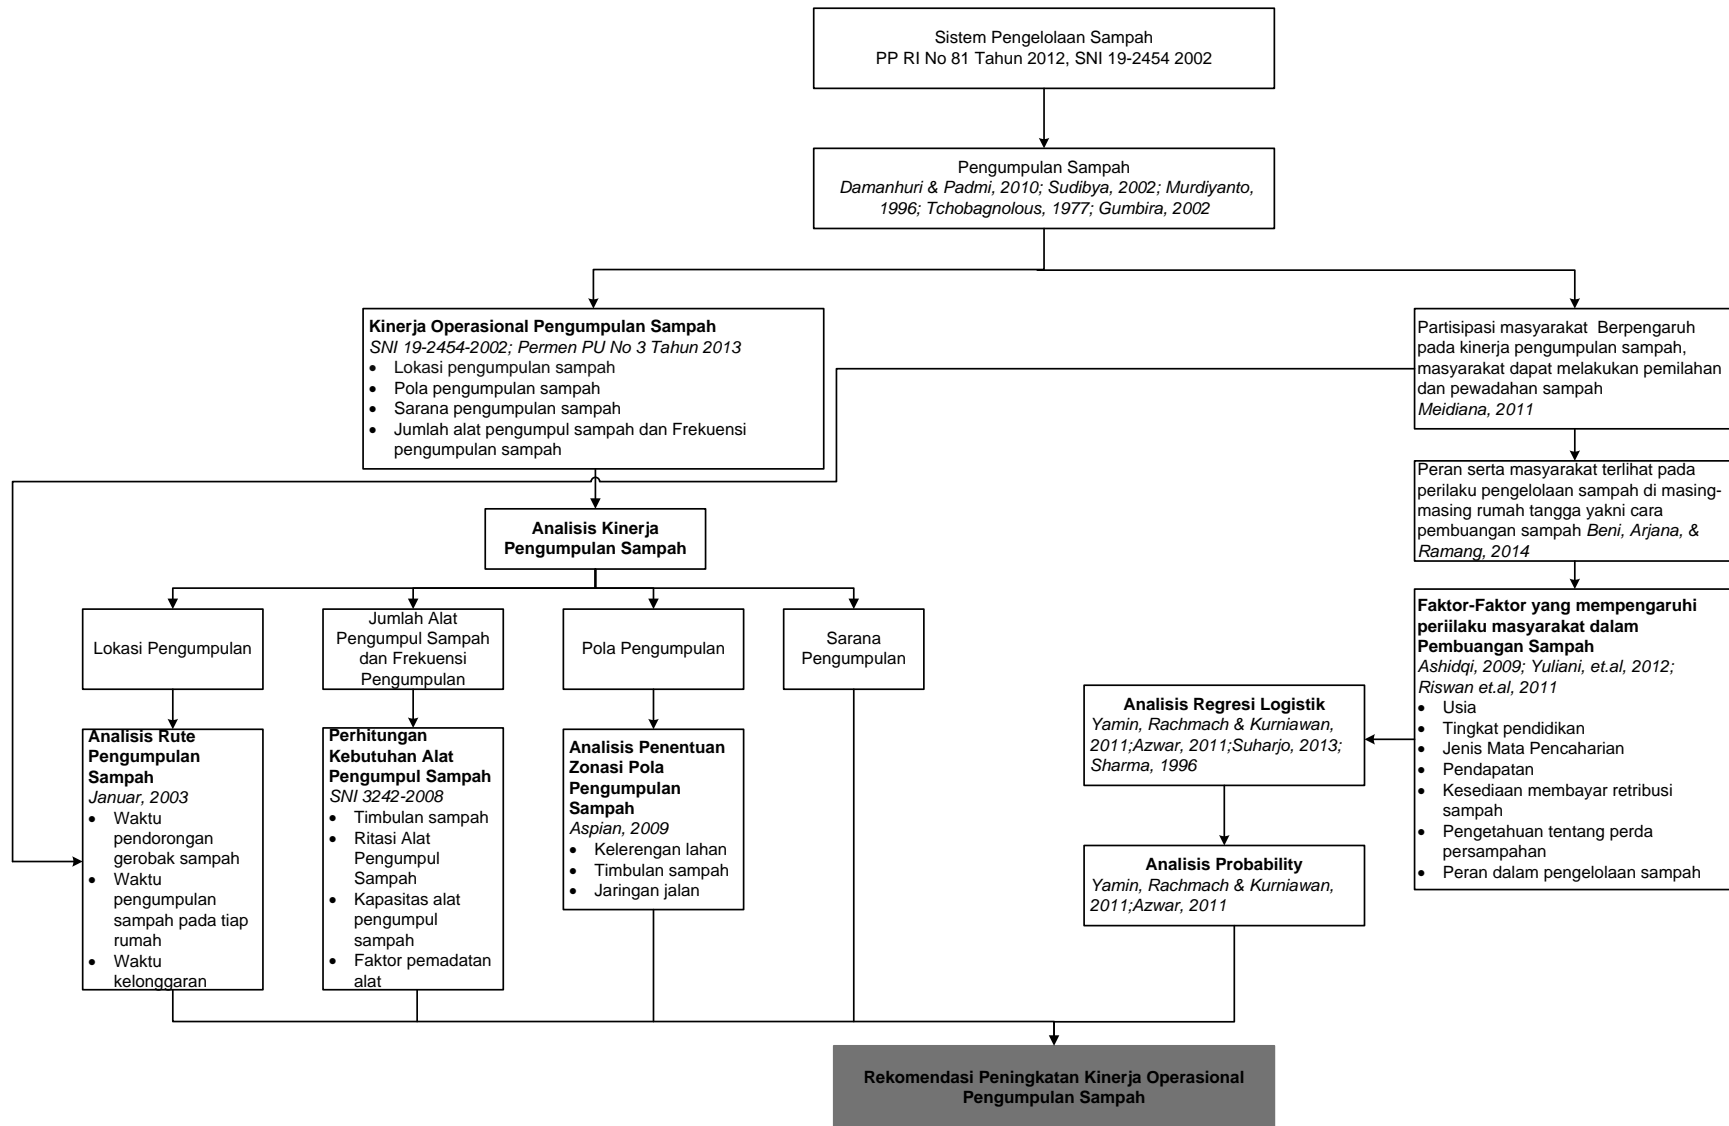 Sistem Pengelolaan Sampah
PP RI No 81 Tahun 2012, SNI 19-2454 2002
Pengumpulan Sampah
Damanhuri & Padmi, 2010; Sudibya, 2002; Murdiyanto,
1996; Tchobagnolous, 1977; Gumbira, 2002
Kinerja Operasional Pengumpulan Sampah
SNI 19-2454-2002; Permen PU No 3 Tahun 2013
• Lokasi pengumpulan sampah
• Pola pengumpulan sampah
• Sarana pengumpulan sampah
• Jumlah alat pengumpul sampah dan Frekuensi
pengumpulan sampah
Partisipasi masyarakat Berpengaruh
pada kinerja pengumpulan sampah,
masyarakat dapat melakukan pemilahan
dan pewadahan sampah
Meidiana, 2011
Peran serta masyarakat terlihat pada
perilaku pengelolaan sampah di masing-
masing rumah tangga yakni cara
pembuangan sampah Beni, Arjana, &
Ramang, 2014
Analisis Kinerja
Pengumpulan Sampah
Lokasi Pengumpulan
Jumlah Alat
Pengumpul Sampah
dan Frekuensi
Pengumpulan
Pola Pengumpulan
Sarana
Pengumpulan
Faktor-Faktor yang mempengaruhi
periilaku masyarakat dalam
Pembuangan Sampah
Ashidqi, 2009; Yuliani, et.al, 2012;
Riswan et.al, 2011
• Usia
• Tingkat pendidikan
• Jenis Mata Pencaharian
• Pendapatan
• Kesediaan membayar retribusi
sampah
• Pengetahuan tentang perda
persampahan
• Peran dalam pengelolaan sampah
Analisis Rute
Pengumpulan
Sampah
Januar, 2003
• Waktu
pendorongan
gerobak sampah
• Waktu
pengumpulan
sampah pada tiap
rumah
• Waktu
kelonggaran
Perhitungan
Kebutuhan Alat
Pengumpul Sampah
SNI 3242-2008
• Timbulan sampah
• Ritasi Alat
Pengumpul
Sampah
• Kapasitas alat
pengumpul
sampah
• Faktor pemadatan
alat
Analisis Penentuan
Zonasi Pola
Pengumpulan
Sampah
Aspian, 2009
• Kelerengan lahan
• Timbulan sampah
• Jaringan jalan
Analisis Regresi Logistik
Yamin, Rachmach & Kurniawan,
2011;Azwar, 2011;Suharjo, 2013;
Sharma, 1996
Analisis Probability
Yamin, Rachmach & Kurniawan,
2011;Azwar, 2011
Rekomendasi Peningkatan Kinerja Operasional
Pengumpulan Sampah